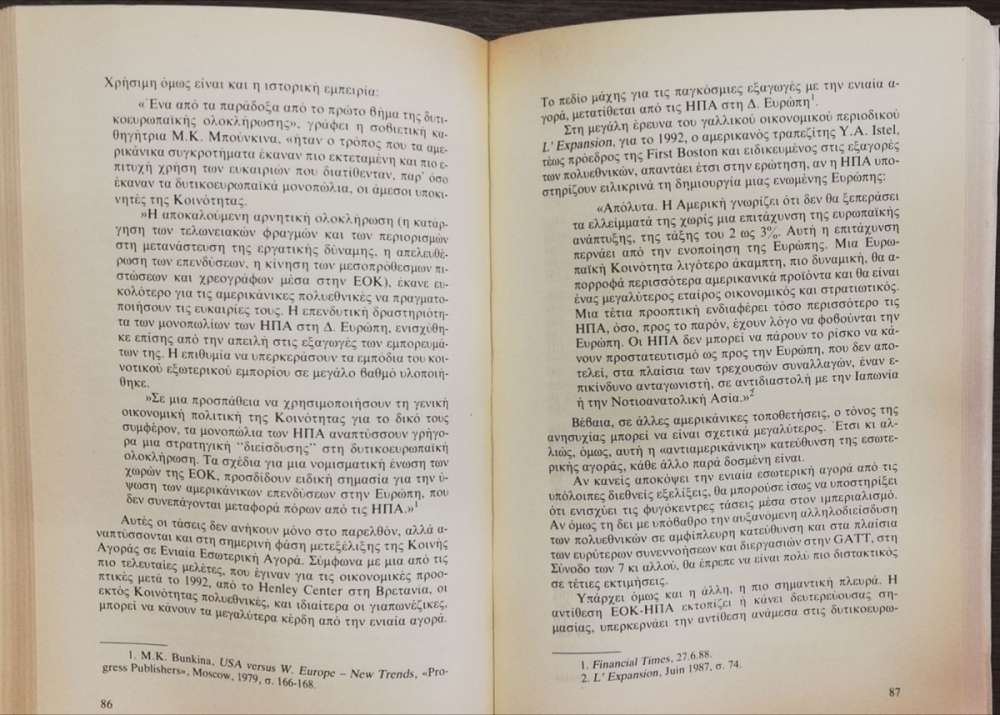 Χρήσιμη όμως είναι και η ιστορική εμπειρία:
« Ένα από τα παράδοξα από το πρώτο βήμα της δυτι-
κοευρωπαϊκής ολοκλήρωσης», γράφει η σοβιετική κα-
θηγήτρια Μ.Κ. Μπούνκινα, «ήταν ο τρόπος που τα αμε-
ρικάνικα συγκροτήματα έκαναν πιο εκτεταμένη και πιο ε-
πιτυχή χρήση των ευκαιριών που διατίθενταν, παρ' όσο
έκαναν τα δυτικοευρωπαϊκά μονοπώλια, οι άμεσοι υποκι-
νητές της Κοινότητας.
»Η αποκαλούμενη αρνητική ολοκλήρωση (η κατάρ-
γηση των τελωνειακών φραγμών και των περιορισμών
στη μετανάστευση της εργατικής δύναμης, η απελευθέ-
ρωση των επενδύσεων, η κίνηση των μεσοπρόθεσμων πι-
στώσεων και χρεογράφων μέσα στην ΕΟΚ), έκανε ευ-
κολότερο για τις αμερικάνικες πολυεθνικές να πραγματο-
ποιήσουν τις ευκαιρίες τους. Η επενδυτική δραστηριότη-
τα των μονοπωλίων των ΗΠΑ στη Δ. Ευρώπη, ενισχύθη-
κε επίσης από την απειλή στις εξαγωγές των εμπορευμά-
των της. Η επιθυμία να υπερκεράσουν τα εμπόδια του κοι-
νοτικού εξωτερικού εμπορίου σε μεγάλο βαθμό υλοποιή-
θηκε.
»Σε μια προσπάθεια να χρησιμοποιήσουν τη γενική
οικονομική πολιτική της Κοινότητας για το δικό τους
συμφέρον, τα μονοπώλια των ΗΠΑ αναπτύσσουν γρήγο-
ρα μια στρατηγική "διείσδυσης" στη δυτικοευρωπαϊκή
ολοκλήρωση. Τα σχέδια για μια νομισματική ένωση των
χωρών της ΕΟΚ, προσδίδουν ειδική σημασία για την ύ-
ψωση των αμερικάνικων επενδύσεων στην Ευρώπη, που
δεν συνεπάγονται μεταφορά πόρων από τις ΗΠΑ.»1
Αυτές οι τάσεις δεν ανήκουν μόνο στο παρελθόν, αλλά α-
ναπτύσσονται και στη σημερινή φάση μετεξέλιξης της Κοινής
Αγοράς σε Ενιαία Εσωτερική Αγορά. Σύμφωνα με μια από τις
πιο τελευταίες μελέτες, που έγιναν για τις οικονομικές προο-
πτικές μετά το 1992, από το Henley Center στη Βρετανία, οι
εκτός Κοινότητας πολυεθνικές, και ιδιαίτερα οι γιαπωνέζικες,
μπορεί να κάνουν τα μεγαλύτερα κέρδη από την ενιαία αγορά.
1. M.K. Bunkina, USA versus W. Europe – New Trends, «Pro-
gress Publishers», Moscow, 1979, σ. 166-168.
86
Το πεδίο μάχης για τις παγκόσμιες εξαγωγές με την ενιαία α-
γορά, μετατίθεται από τις ΗΠΑ στη Δ. Ευρώπη1.
Στη μεγάλη έρευνα του γαλλικού οικονομικού περιοδικού
L' Expansion, για το 1992, ο αμερικανός τραπεζίτης Y.A. Istel,
τέως πρόεδρος της First Boston και ειδικευμένος στις εξαγορές
των πολυεθνικών, απαντάει έτσι στην ερώτηση, αν η ΗΠΑ υπο-
στηρίζουν ειλικρινά τη δημιουργία μιας ενωμένης Ευρώπης:
«Απόλυτα. Η Αμερική γνωρίζει ότι δεν θα ξεπεράσει
τα ελλείμματά της χωρίς μια επιτάχυνση της ευρωπαϊκής
ανάπτυξης, της τάξης του 2 ως 3%. Αυτή η επιτάχυνση
περνάει από την ενοποίηση της Ευρώπης. Μια Ευρω-
παϊκή Κοινότητα λιγότερο άκαμπτη, πιο δυναμική, θα α-
πορροφά περισσότερα αμερικανικά προϊόντα και θα είναι
ένας μεγαλύτερος εταίρος οικονομικός και στρατιωτικός.
Μια τέτια προοπτική ενδιαφέρει τόσο περισσότερο τις
ΗΠΑ, όσο, προς το παρόν, έχουν λόγο να φοβούνται την
Ευρώπη. Οι ΗΠΑ δεν μπορεί να πάρουν το ρίσκο να κά-
νουν προστατευτισμό ως προς την Ευρώπη, που δεν απο-
τελεί, στα πλαίσια των τρεχουσών συναλλαγών, έναν ε-
πικίνδυνο ανταγωνιστή, σε αντιδιαστολή με την Ιαπωνία
ή την Νοτιοανατολική Ασία.»2
Βέβαια, σε άλλες αμερικάνικες τοποθετήσεις, ο τόνος της
ανησυχίας μπορεί να είναι σχετικά μεγαλύτερος. Έτσι κι αλ-
λιώς, όμως, αυτή η «αντιαμερικάνικη» κατεύθυνση της εσωτε-
ρικής αγοράς, κάθε άλλο παρά δοσμένη είναι.
Αν κανείς αποκόψει την ενιαία εσωτερική αγορά από τις
υπόλοιπες διεθνείς εξελίξεις, θα μπορούσε ίσως να υποστηρίξει
ότι ενισχύει τις φυγόκεντρες τάσεις μέσα στον ιμπεριαλισμό.
Αν όμως τη δει με υπόβαθρο την αυξανόμενη αλληλοδιείσδυση
των πολυεθνικών σε αμφίπλευρη κατεύθυνση και στα πλαίσια
των ευρύτερων συνεννοήσεων και διεργασιών στην GATT, στη
Σύνοδο των 7 κι αλλού, θα έπρεπε να είναι πολύ πιο διστακτικός
σε τέτιες εκτιμήσεις.
Υπάρχει όμως και η άλλη, η πιο σημαντική πλευρά. Η
αντίθεση ΕΟΚ-ΗΠΑ εκτοπίζει ή κάνει δευτερεύουσας ση-
μασίας, υπερκερνάει την αντίθεση ανάμεσα στις δυτικοευρω-
1. Financial Times, 27.6.88.
2. L' Expansion, Juin 1987, σ. 74.
87